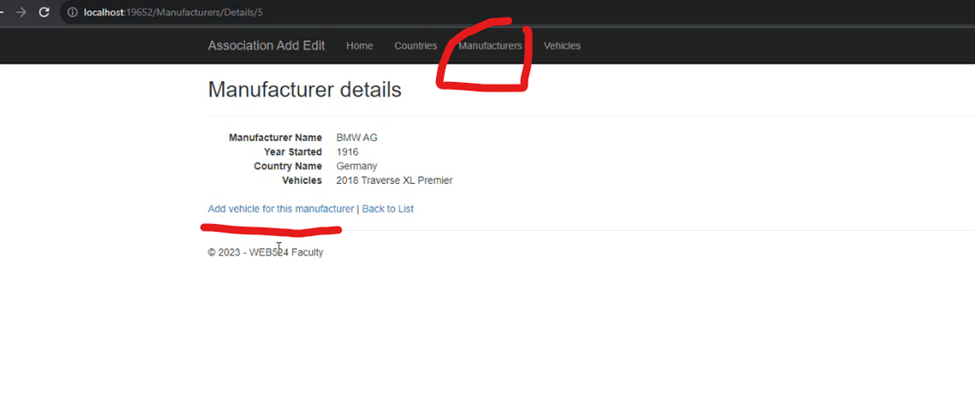 localhost:19652/Manufacturers/Details/5
Association Add Edit Home Countries Manufacturers Vehicles
Manufacturer details
Manufacturer Name BMW AG
Year Started 1916
Country Name Germany
Vehicles 2018 Traverse XL Premier
Add vehicle for this manufacturer | Back to List
© 2023 - WEB524 Faculty